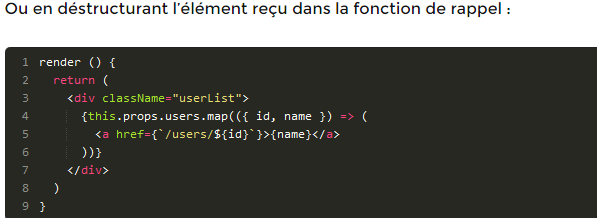 Ou en déstructurant l’élément reçu dans la fonction de rappel :
1 render () {
2   return (
3     <div className="userList">
4       {this.props.users.map(({ id, name }) => (
5         <a href={`/users/${id}`}>{name}</a>
6       ))}
7     </div>
8   )
9 }